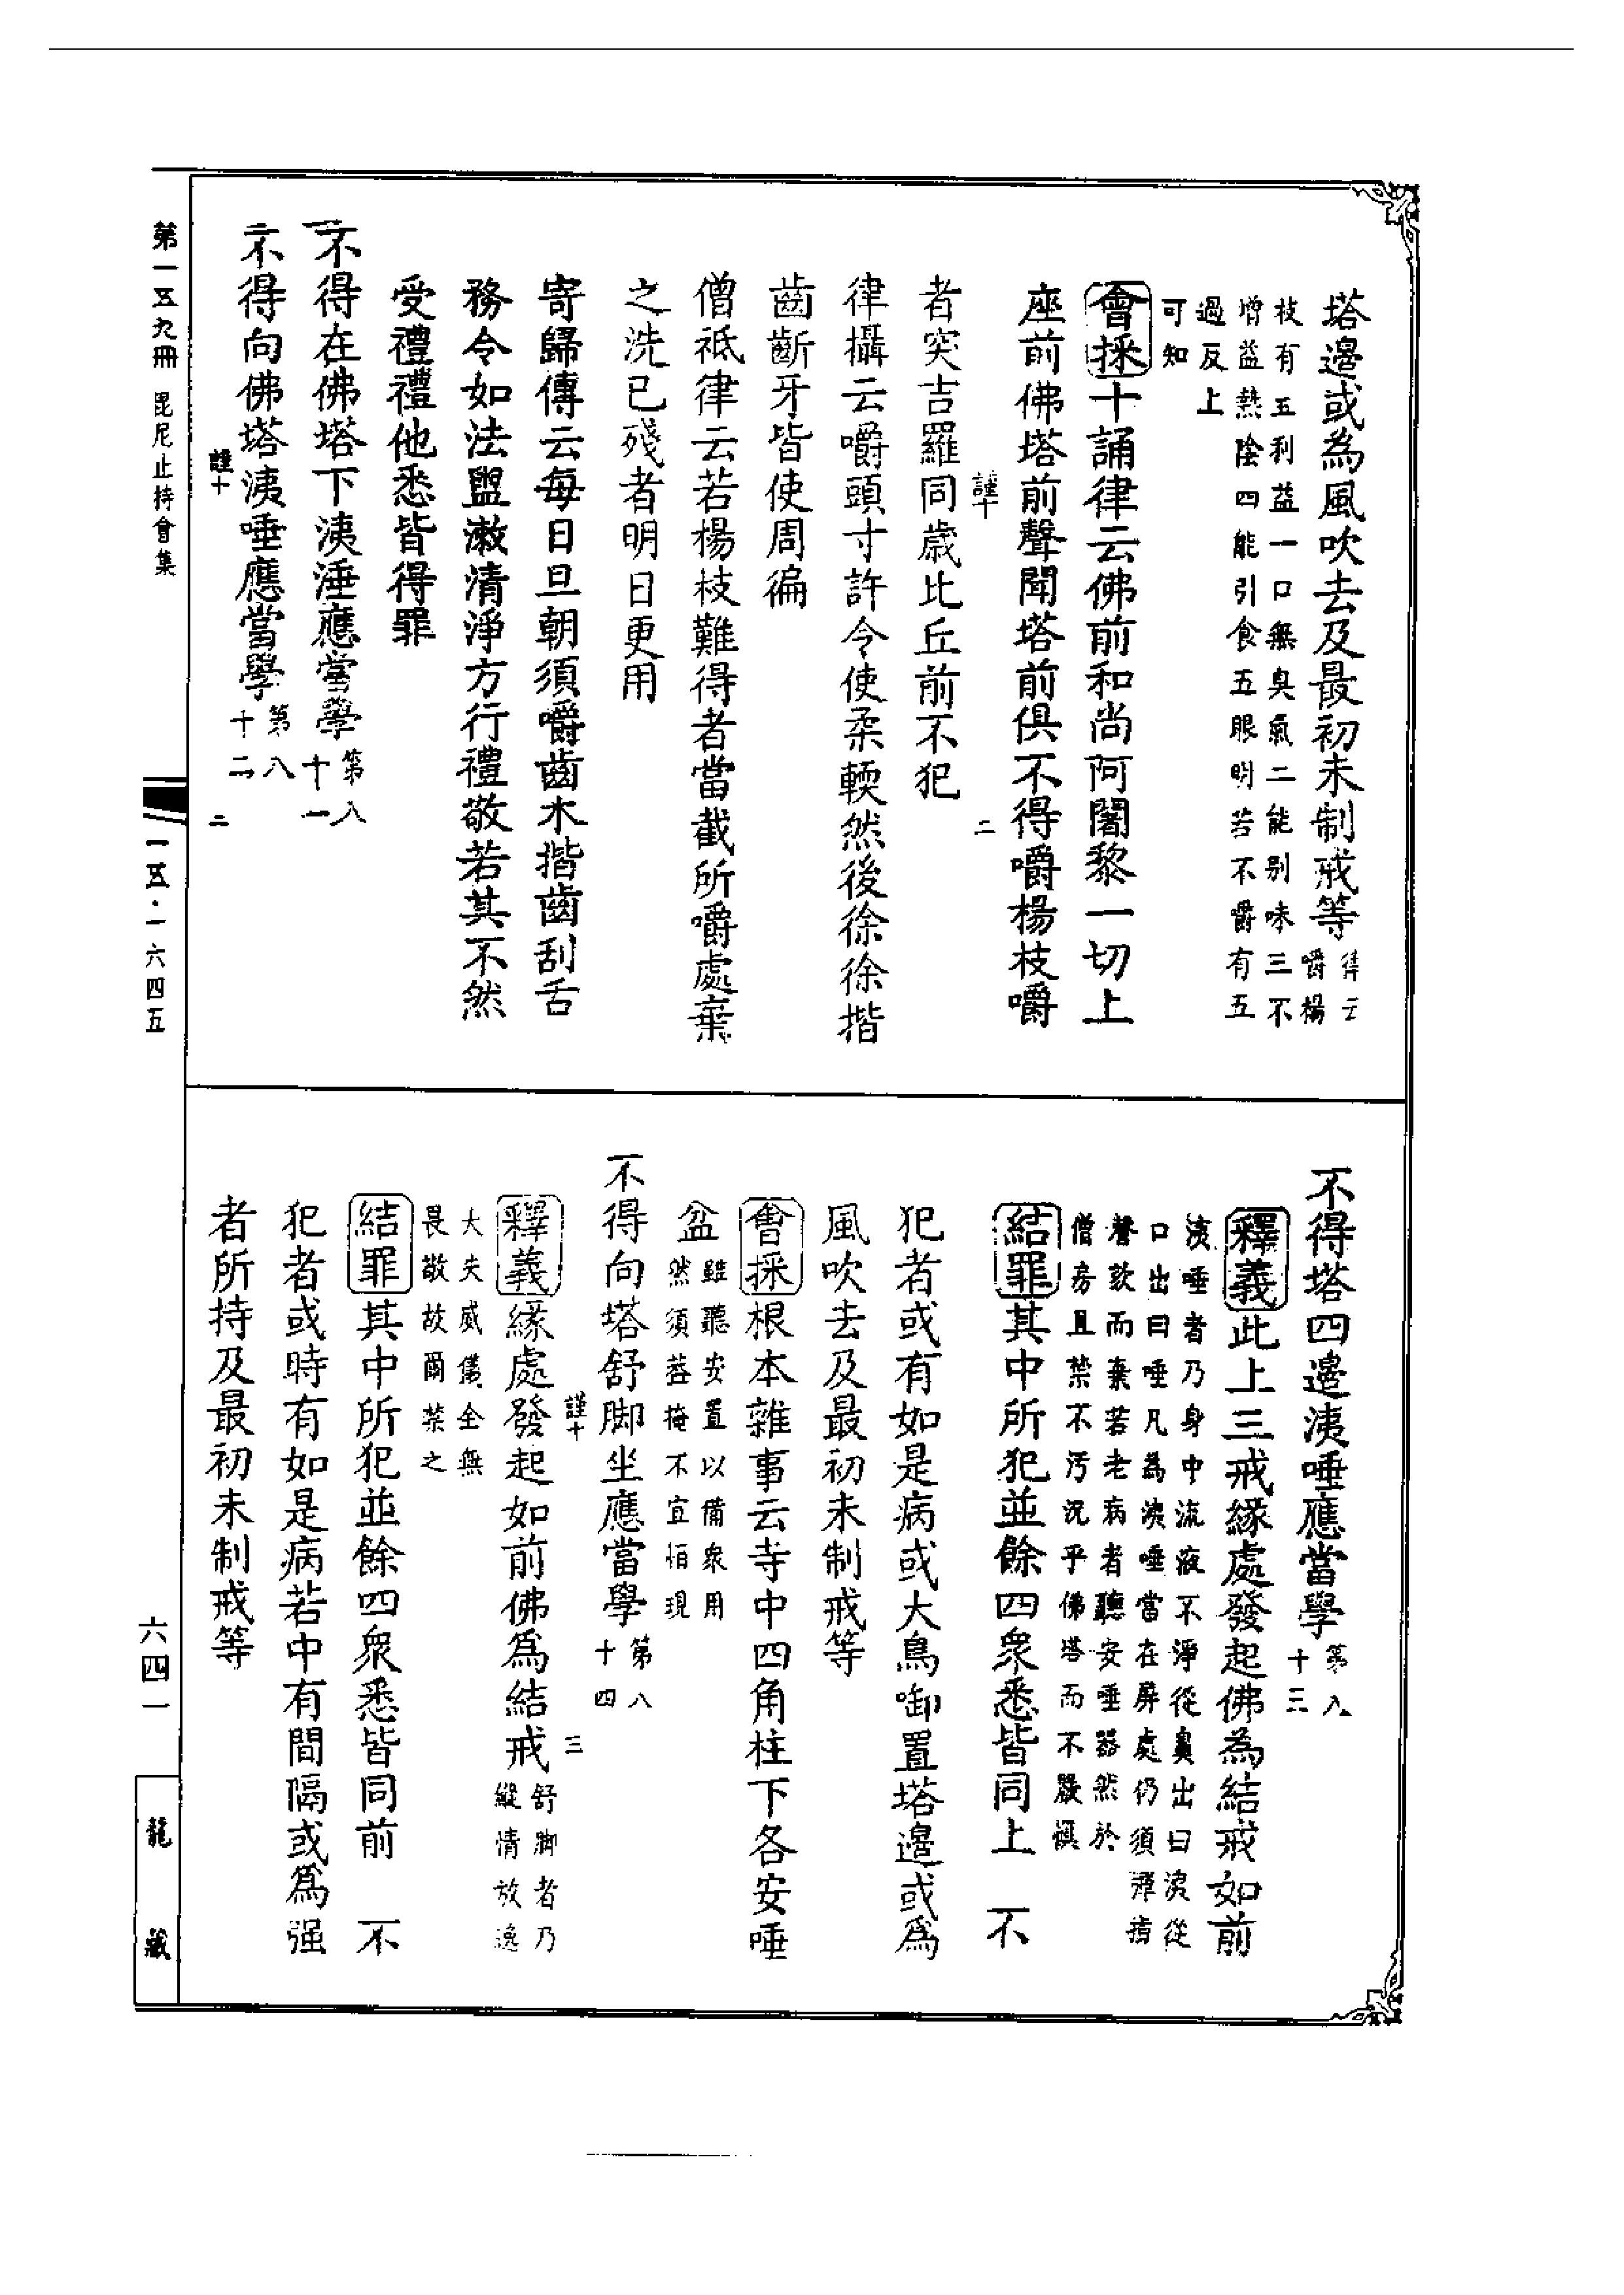 塔邊或為風吹去及最初未制戒等律云嚼楊
枝有五利益一口無臭氣二能別味三不
增益熱陰四能引食五眼明若不嚼有五
過反上
可知
會採十誦律云佛前和尚阿闍黎一切上
座前佛塔前聲聞塔前俱不得嚼楊枝嚼
謹十 二
者突吉羅同歲比丘前不犯
律攝云嚼頭寸許令使柔輭然後徐徐揩
齒齗牙皆使周徧
僧祇律云若楊枝難得者當截所嚼處棄
之洗已殘者明日更用
寄歸傳云每日旦朝須嚼齒木揩齒刮舌
務令如法盥漱清淨方行禮敬若其不然
受禮禮他悉皆得罪
不得在佛塔下洟涶應當學第八十一
不得向佛塔洟唾應當學第八十二
謹十 二
不得塔四邊洟唾應當學第八十三
釋義此上三戒緣處發起佛為結戒如前
洟唾者乃身中流液不淨從鼻出曰洟從
口出曰唾凡為洟唾當在屏處仍須彈指
謦欬而棄若老病者聽安唾器然於
僧房且禁不污況乎佛塔而不嚴慎
結罪其中所犯並餘四衆悉皆同上 不
犯者或有如是病或大鳥啣置塔邊或爲
風吹去及最初未制戒等
會採根本雜事云寺中四角柱下各安唾
盆雖聽安置以備衆用然須蓋掩不宜怕現
不得向塔舒脚坐應當學第八十四
謹十 三
釋義緣處發起如前佛爲結戒舒脚者乃縱情放逸
大失威儀全無
畏敬故爾禁之
結罪其中所犯並餘四衆悉皆同前 不
犯者或時有如是病若中有間隔或爲强
者所持及最初未制戒等
第一五九冊 毘尼止持會集
一五五·一六四五
六四一
龍藏